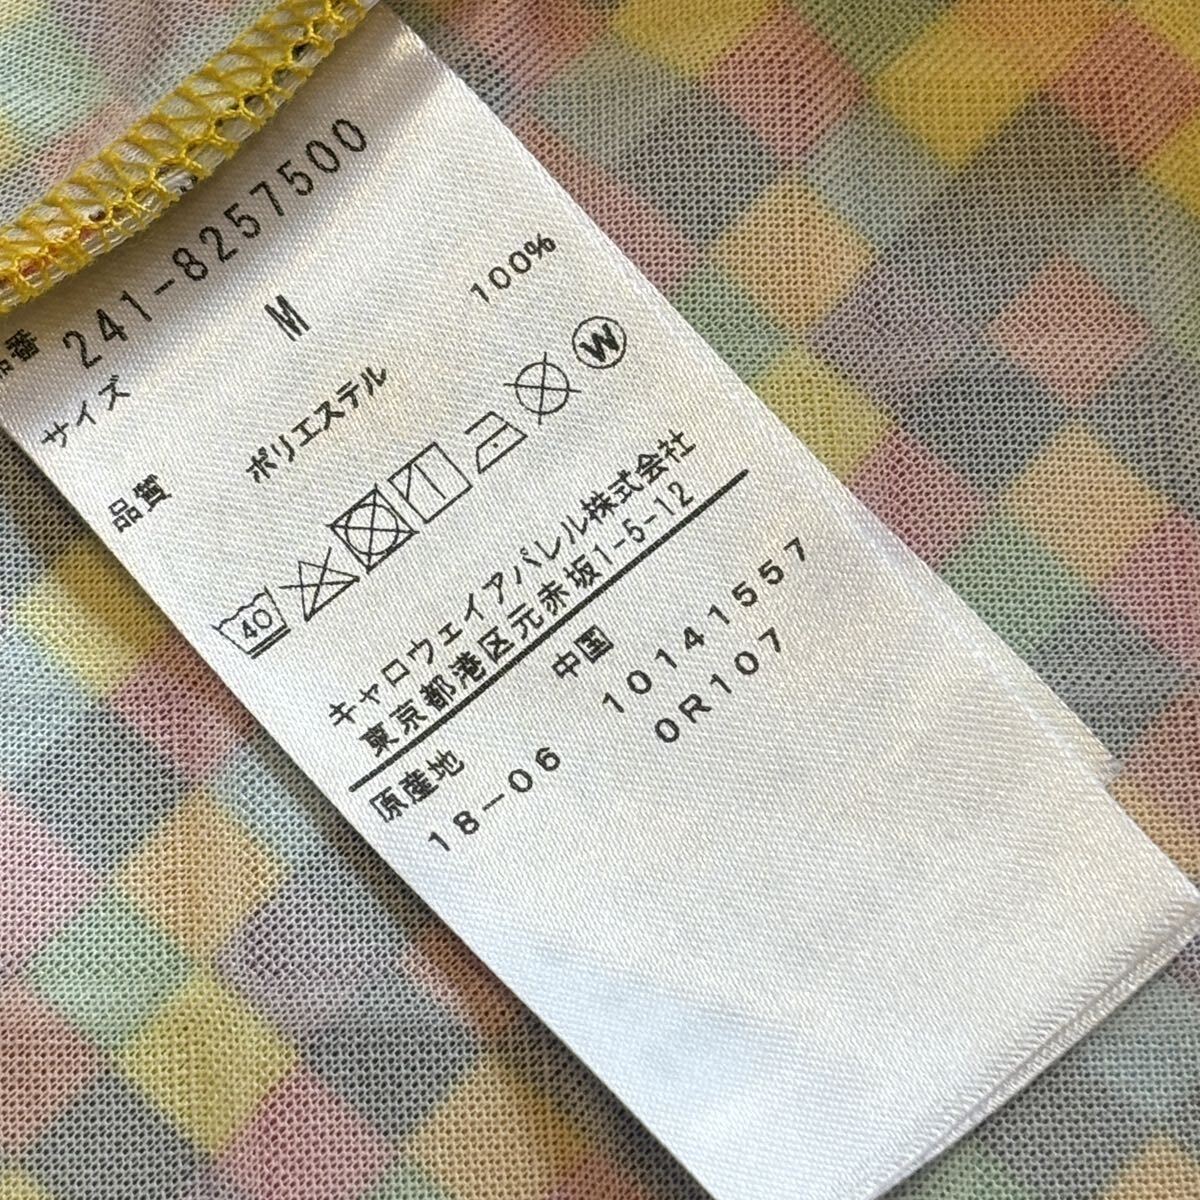 品番 241-8257500
サイズ M
品質 ポリエステル 100%
40 W
キャロウェイアパレル株式会社
東京都港区元赤坂1-5-12
原産地 中国
18-06 10141557
0R107